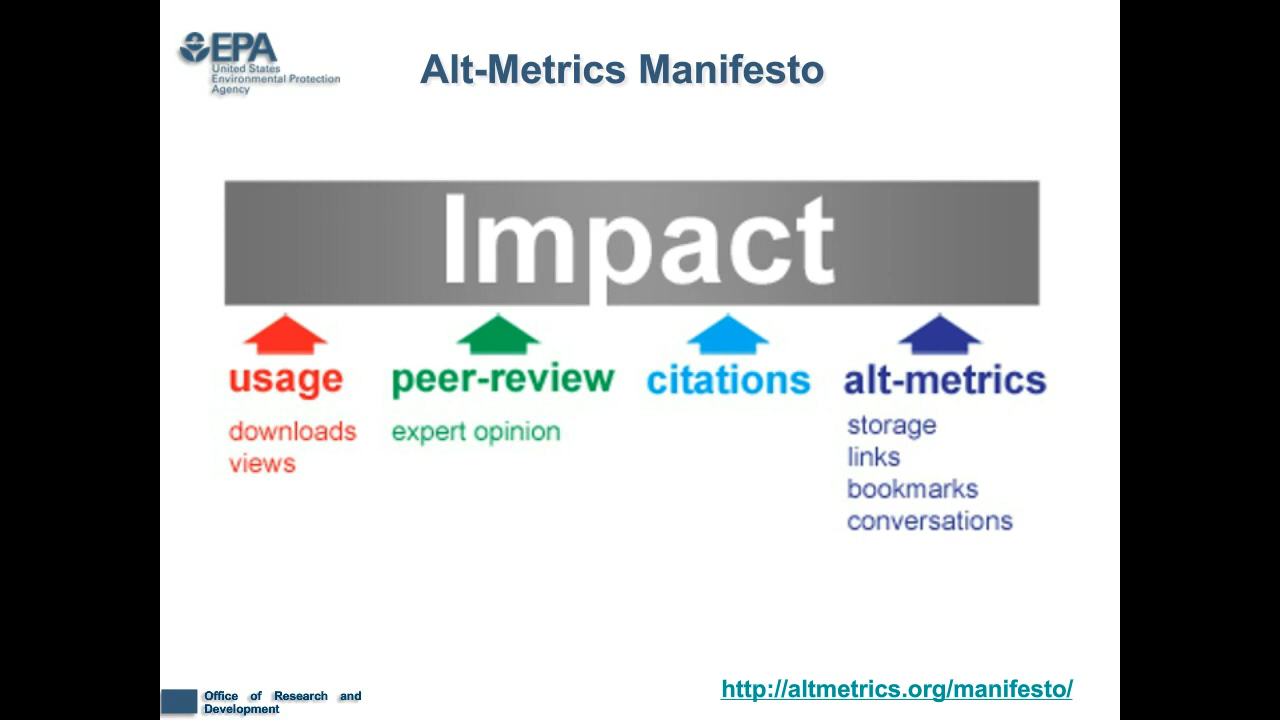 EPA
United States
Environmental Protection
Agency
Alt-Metrics Manifesto
Impact
usage
downloads
views
peer-review
expert opinion
citations
alt-metrics
storage
links
bookmarks
conversations
Office of Research and
Development
http://altmetrics.org/manifesto/